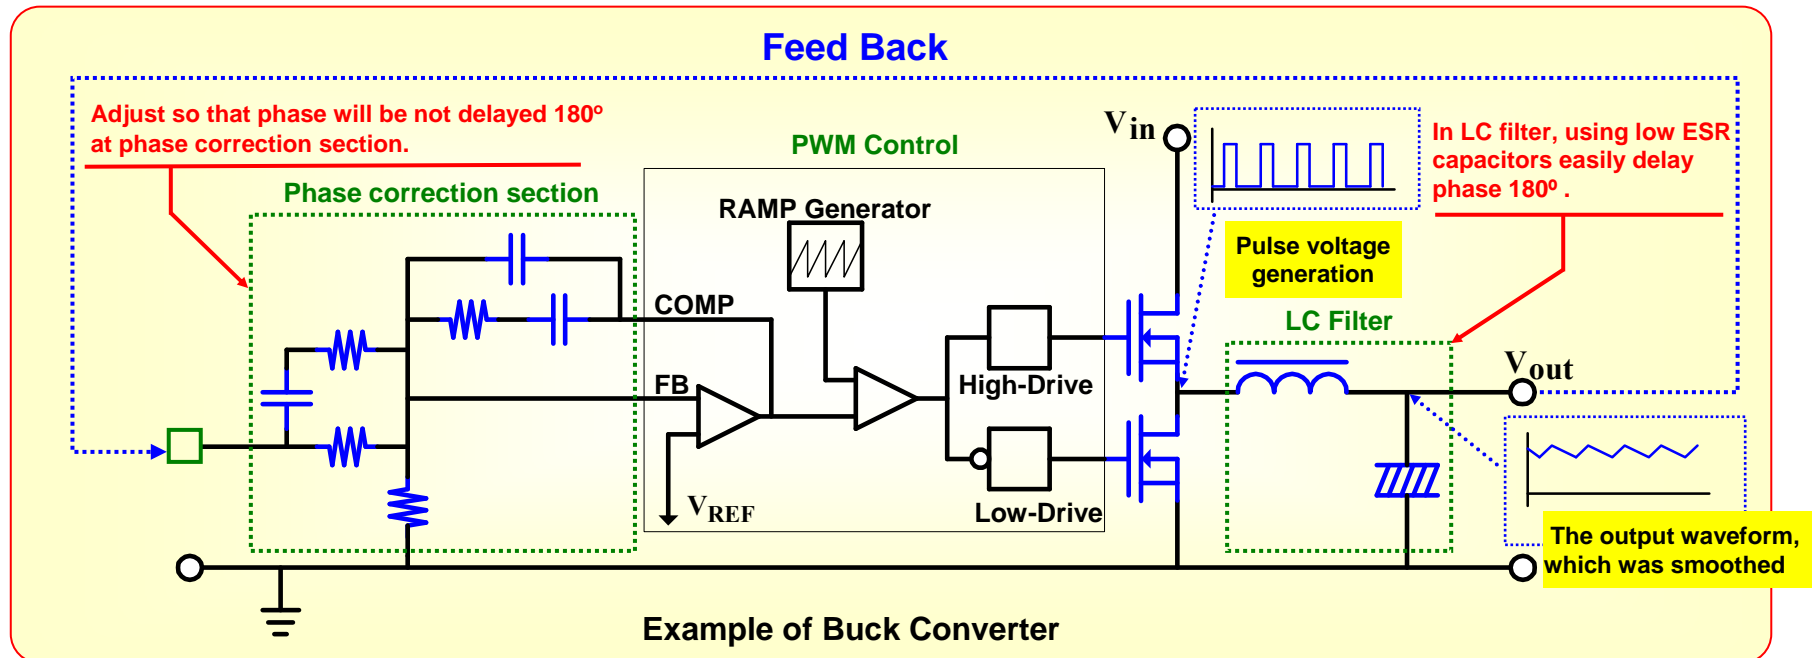 Feed Back
Adjust so that phase will be not delayed 180º
at phase correction section.
Phase correction section
PWM Control
RAMP Generator
COMP
FB
VREF
High-Drive
Low-Drive
Vin
Pulse voltage
generation
In LC filter, using low ESR
capacitors easily delay
phase 180º .
LC Filter
Vout
The output waveform,
which was smoothed
Example of Buck Converter